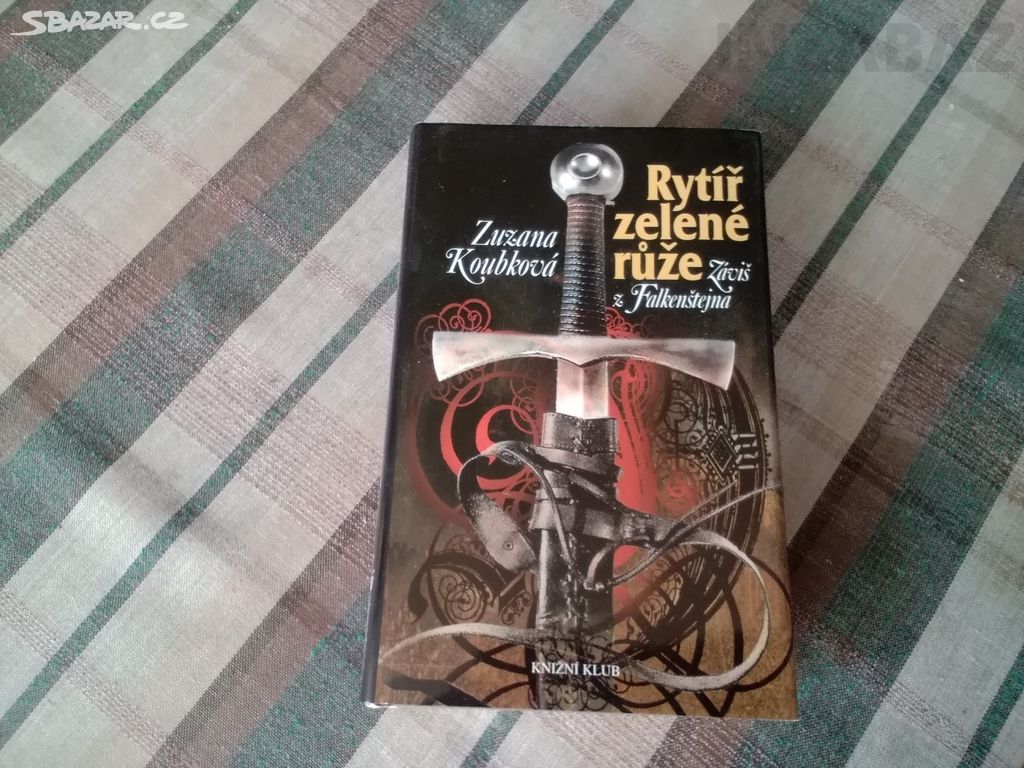 SBAZAR.CZ
Zuzana
Koubková
Rytíř
zelené
růže Záviš
z Falkenštejna
KNIŽNÍ KLUB